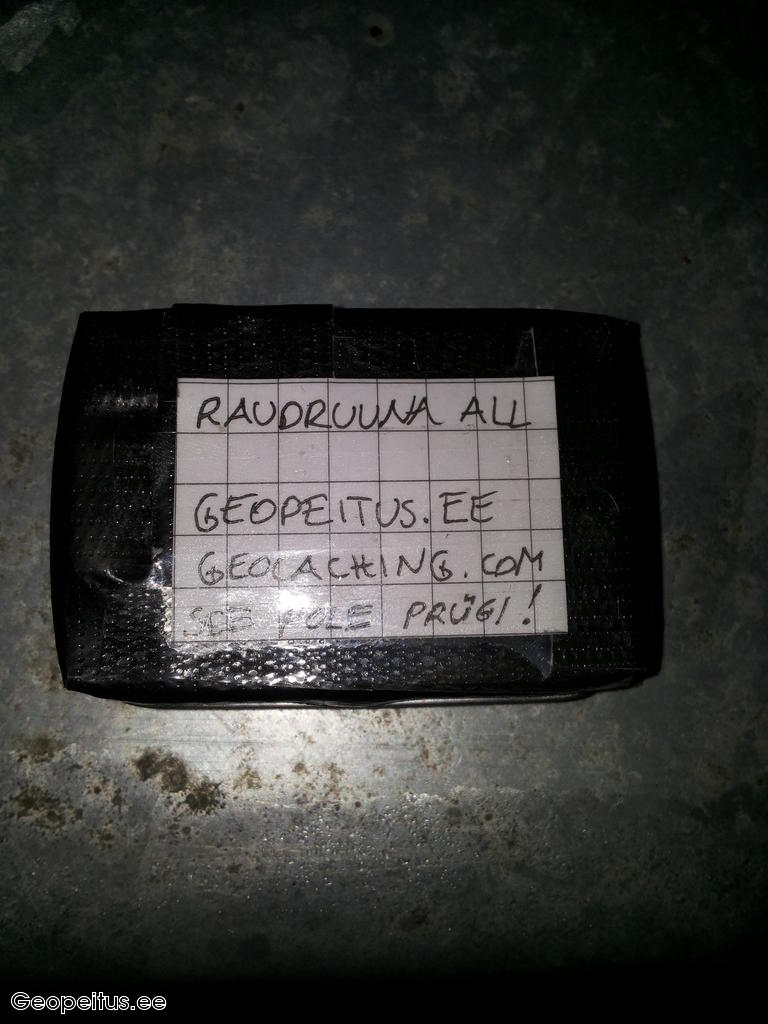 RAUDRUUNA ALL
GEOPEITUS.EE
GEOCACHING.COM
SEE POLE PRÜGI!
Geopeitus.ee